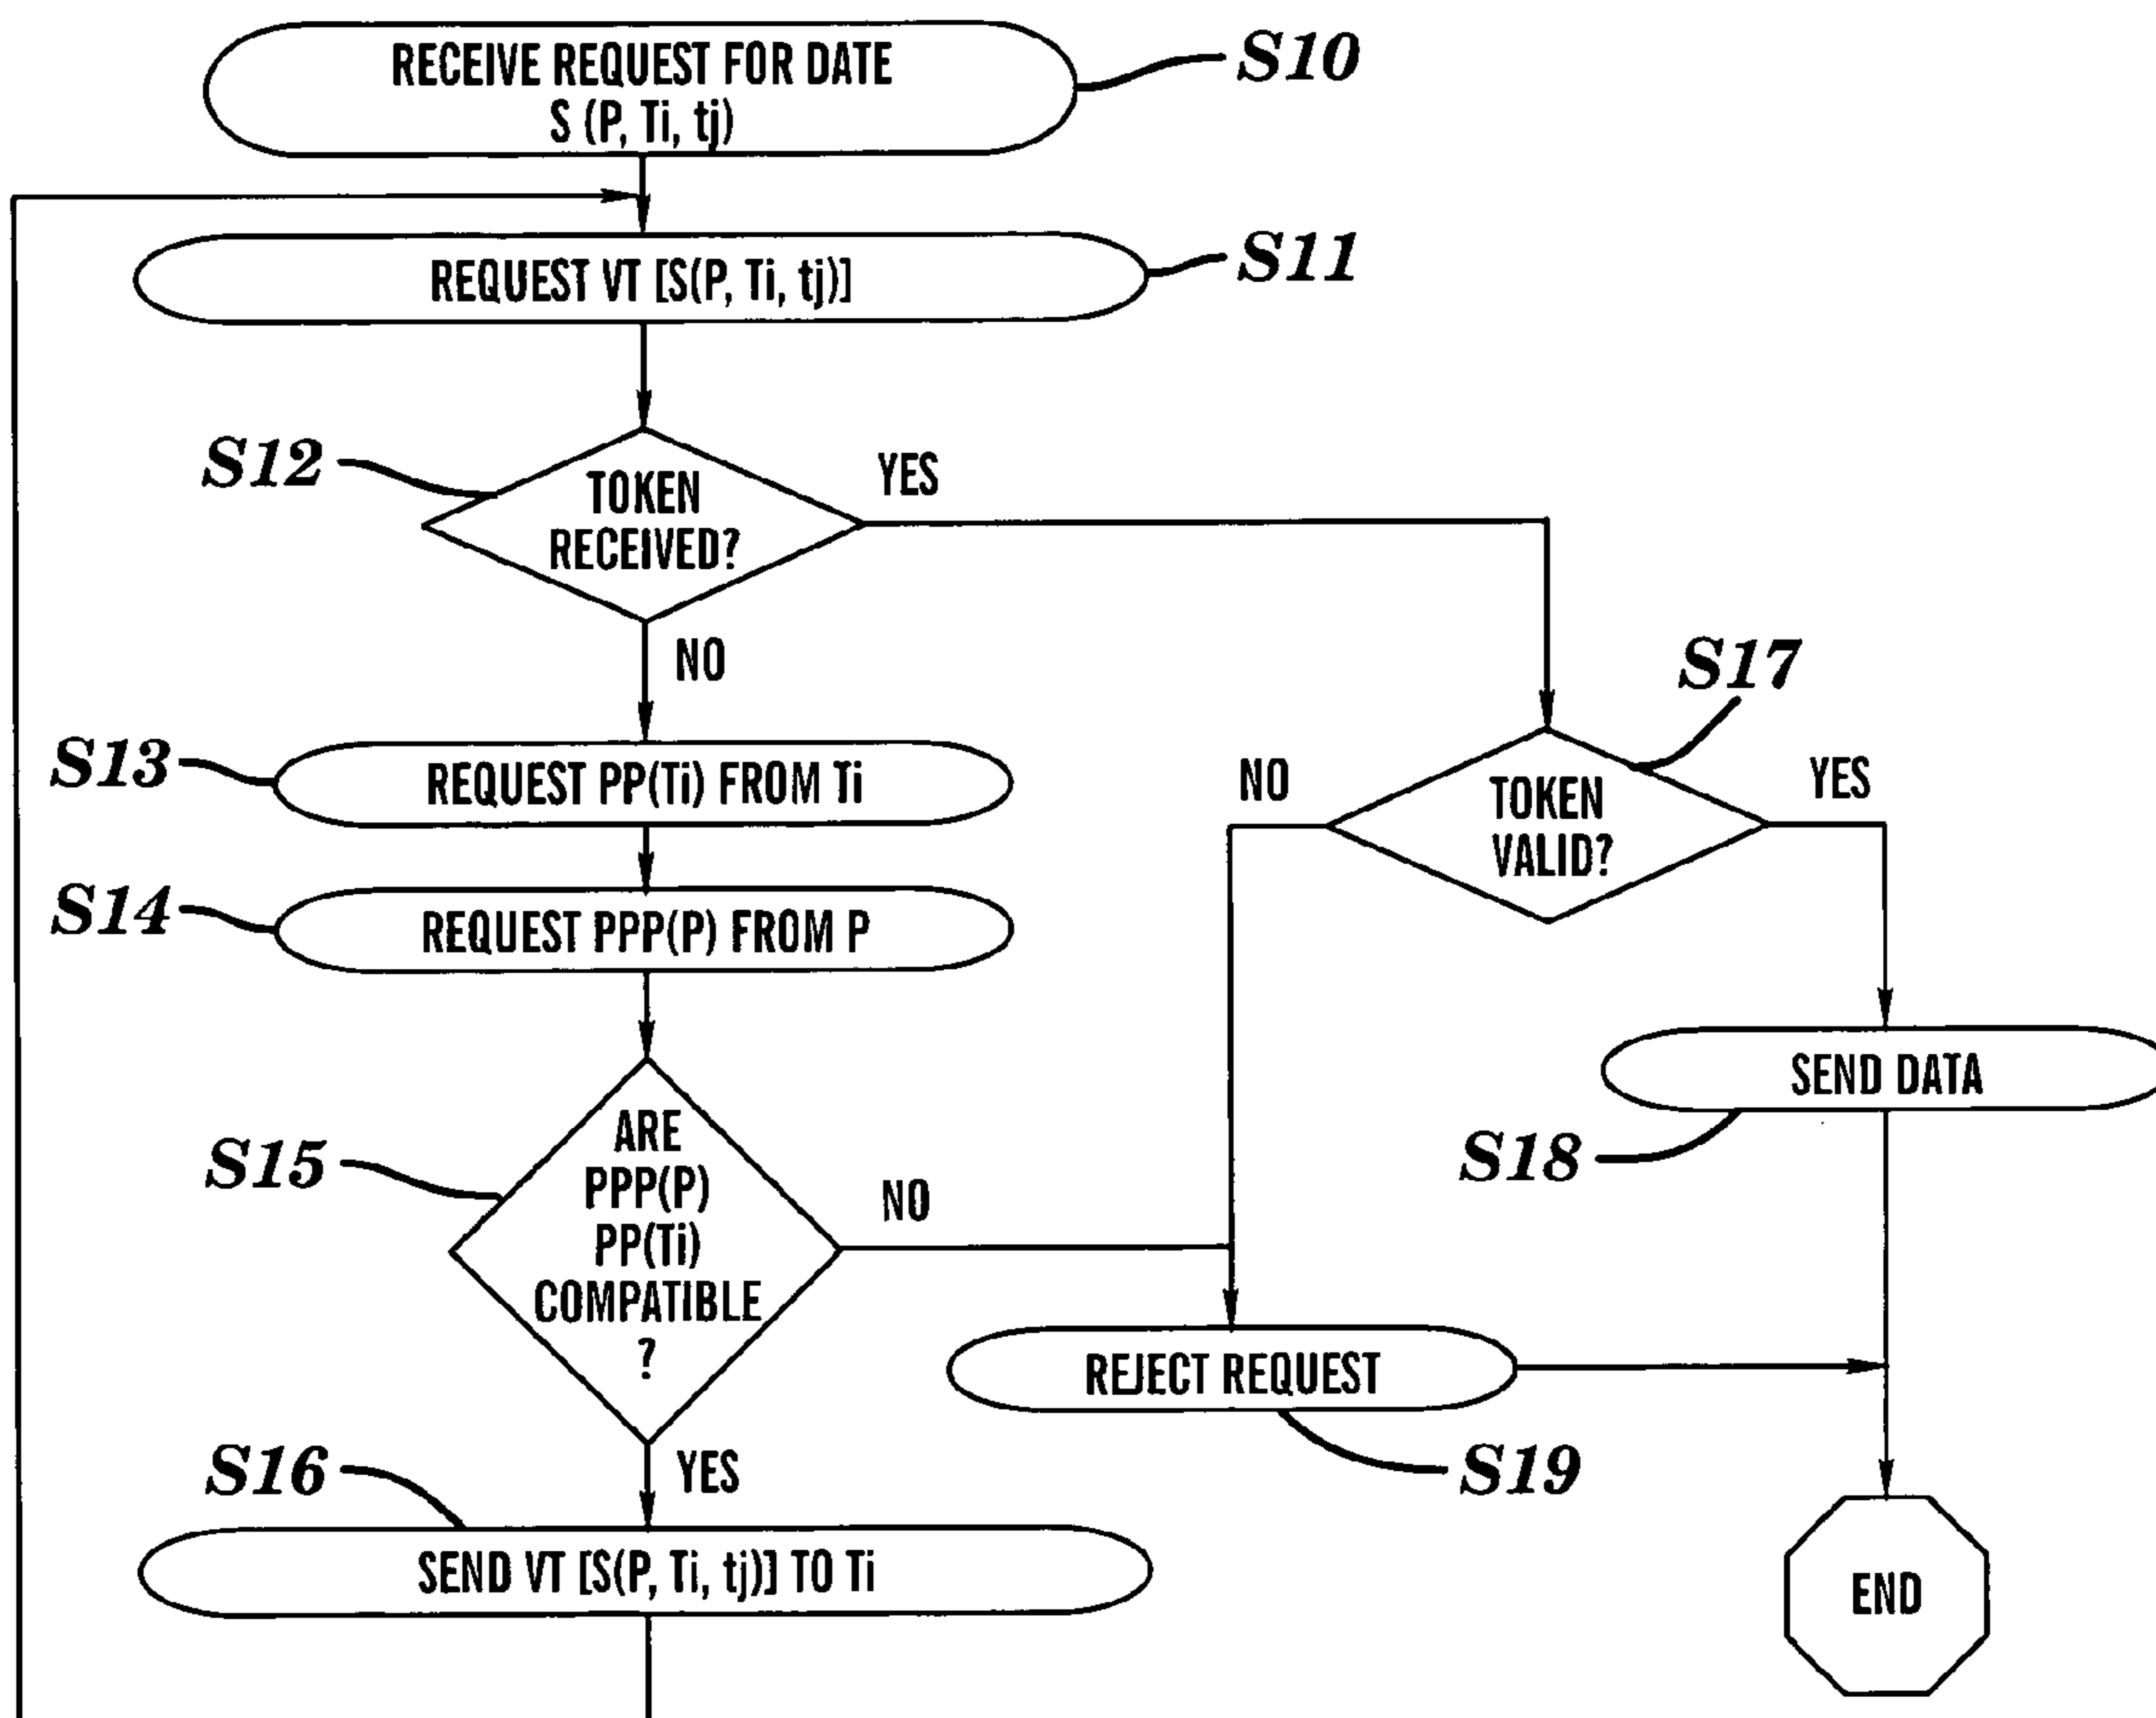 RECEIVE REQUEST FOR DATE
S (P, Ti, tj)
S10
REQUEST VT [S(P, Ti, tj)]
S11
S12
TOKEN
RECEIVED?
YES
NO
S13
REQUEST PP(Ti) FROM Ti
S14
REQUEST PPP(P) FROM P
S15
ARE
PPP(P)
PP(Ti)
COMPATIBLE
?
NO
YES
S16
SEND VT [S(P, Ti, tj)] TO Ti
S17
TOKEN
VALID?
NO
YES
SEND DATA
S18
REJECT REQUEST
S19
END